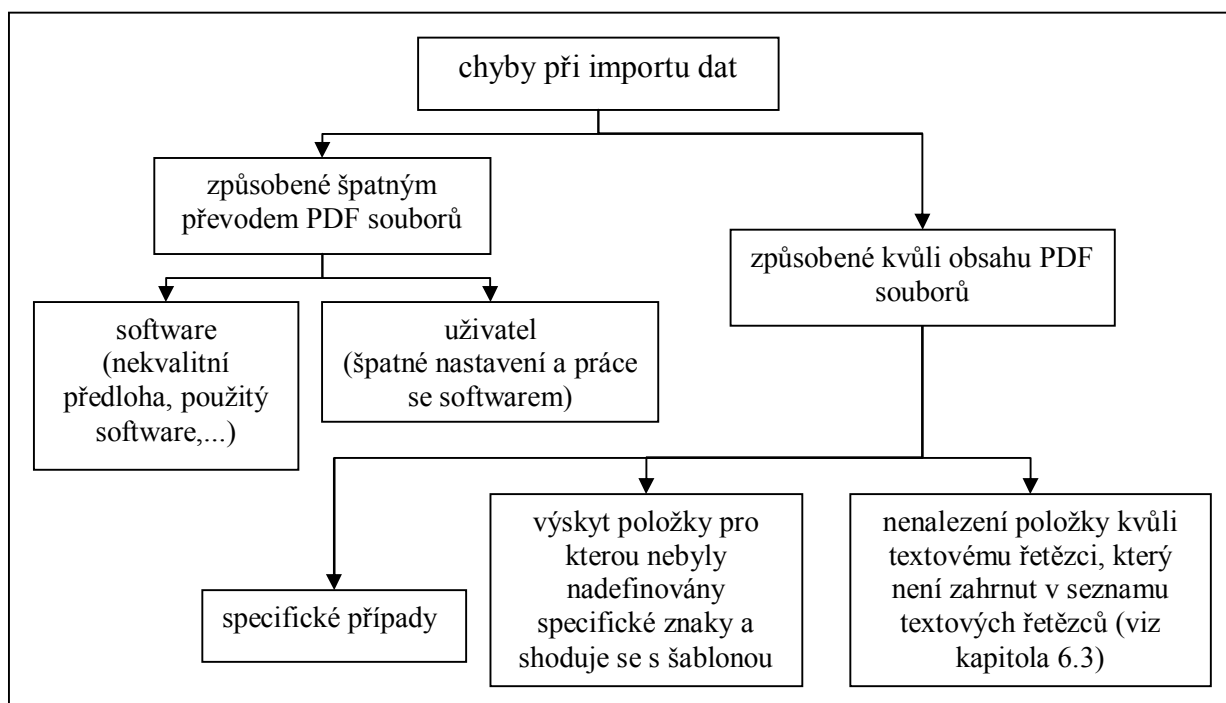 chyby při importu dat
způsobené špatným
převodem PDF souborů
způsobené kvůli obsahu PDF
souborů
software
(nekvalitní
předloha, použitý
software,...)
uživatel
(špatné nastavení a práce
se softwarem)
specifické případy
výskyt položky pro
kterou nebyly
nadefinovány
specifické znaky a
shoduje se s šablonou
nenalezení položky kvůli
textovému řetězci, který
není zahrnut v seznamu
textových řetězců (viz
kapitola 6.3)